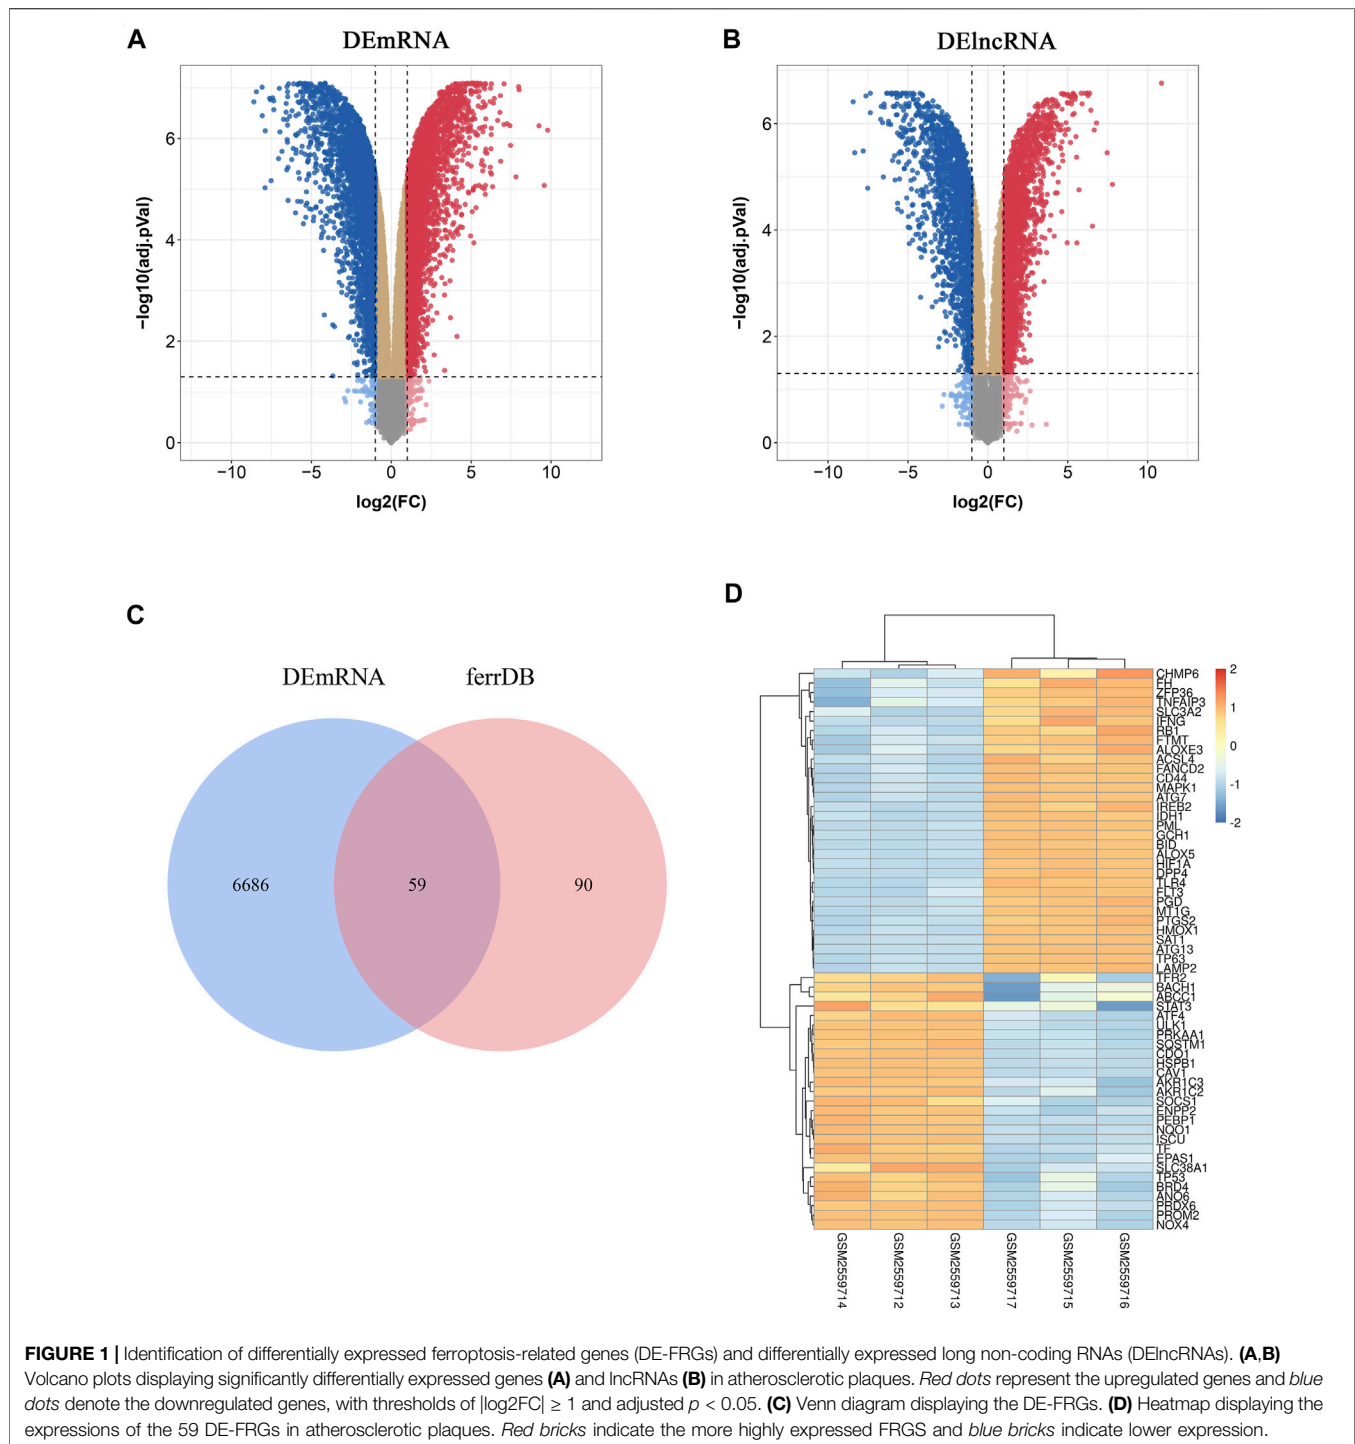 A
DEmRNA
−log10(adj.pVal)
6
4
2
0
−10
−5
0
5
10
log2(FC)
B
DElncRNA
−log10(adj.pVal)
6
4
2
0
−10
−5
0
5
10
log2(FC)
C
DEmRNA
ferrDB
6686
59
90
D
CHMP6
FH
ZFP36
TNFAIP3
SLC3A2
IFNG
RB1
FTMT
ALOXE3
ACSL4
FANCD2
CD44
MAPK1
ATG7
IREB2
IDH1
PML
GCH1
BID
ALOX5
HIF1A
DPP4
TLR4
FLT3
PGD
MT1G
PTGS2
HMOX1
SAT1
ATG13
TP63
LAMP2
TFR2
BACH1
ABCC1
STAT3
ATF4
ULK1
PRKAA1
SQSTM1
CDO1
HSPB1
CAV1
AKR1C3
AKR1C2
SOCS1
ENPP2
PEBP1
NQO1
ISCU
TF
EPAS1
SLC38A1
TP53
BRD4
ANO6
PRDX6
PROM2
NOX4
2
1
0
-1
-2
GSM2559714
GSM2559712
GSM2559713
GSM2559717
GSM2559715
GSM2559716
FIGURE 1 | Identification of differentially expressed ferroptosis-related genes (DE-FRGs) and differentially expressed long non-coding RNAs (DElncRNAs). (A,B)
Volcano plots displaying significantly differentially expressed genes (A) and lncRNAs (B) in atherosclerotic plaques. Red dots represent the upregulated genes and blue
dots denote the downregulated genes, with thresholds of |log2FC| ≥ 1 and adjusted p < 0.05. (C) Venn diagram displaying the DE-FRGs. (D) Heatmap displaying the
expressions of the 59 DE-FRGs in atherosclerotic plaques. Red bricks indicate the more highly expressed FRGS and blue bricks indicate lower expression.